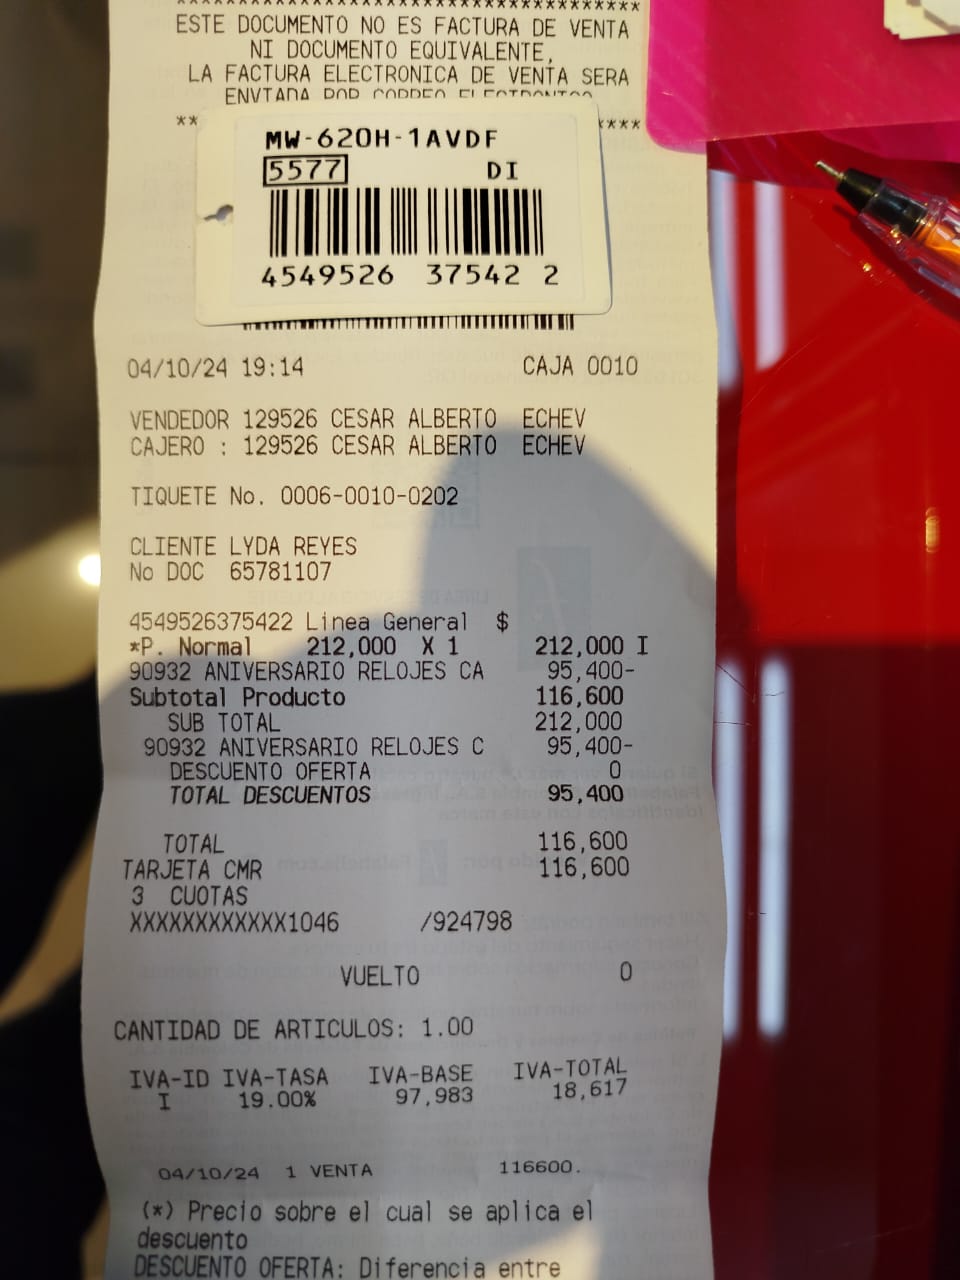 ESTE DOCUMENTO NO ES FACTURA DE VENTA
NI DOCUMENTO EQUIVALENTE,
LA FACTURA ELECTRONICA DE VENTA SERA
ENVIADA POR CORREO ELECTRONICO
MW-620H-1AVDF
5577 DI
4549526 37542 2
04/10/24 19:14 CAJA 0010
VENDEDOR 129526 CESAR ALBERTO ECHEV
CAJERO : 129526 CESAR ALBERTO ECHEV
TIQUETE No. 0006-0010-0202
CLIENTE LYDA REYES
No DOC 65781107
4549526375422 Linea General $
*P. Normal 212,000 X 1 212,000 I
90932 ANIVERSARIO RELOJES CA 95,400-
Subtotal Producto 116,600
SUB TOTAL 212,000
90932 ANIVERSARIO RELOJES C 95,400-
DESCUENTO OFERTA 0
TOTAL DESCUENTOS 95,400
TOTAL 116,600
TARJETA CMR 116,600
3 CUOTAS
XXXXXXXXXXXX1046 /924798
VUELTO 0
CANTIDAD DE ARTICULOS: 1.00
IVA-ID IVA-TASA IVA-BASE IVA-TOTAL
I 19.00% 97,983 18,617
04/10/24 1 VENTA 116600.
(*) Precio sobre el cual se aplica el
descuento
DESCUENTO OFERTA: Diferencia entre